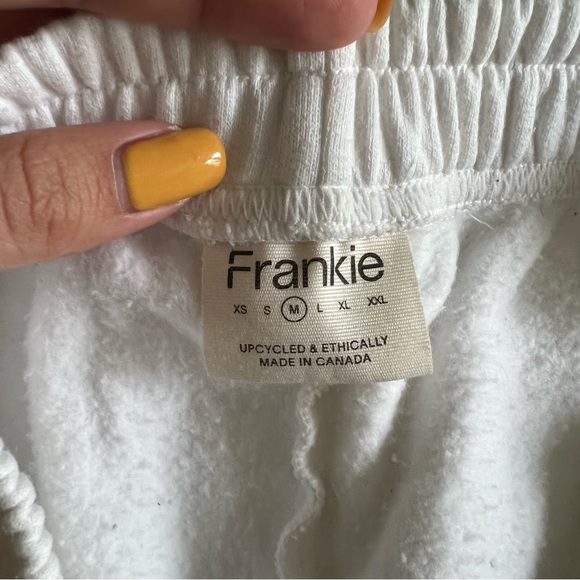 Frankie
XS S M L XL XXL
UPCYCLED & ETHICALLY
MADE IN CANADA